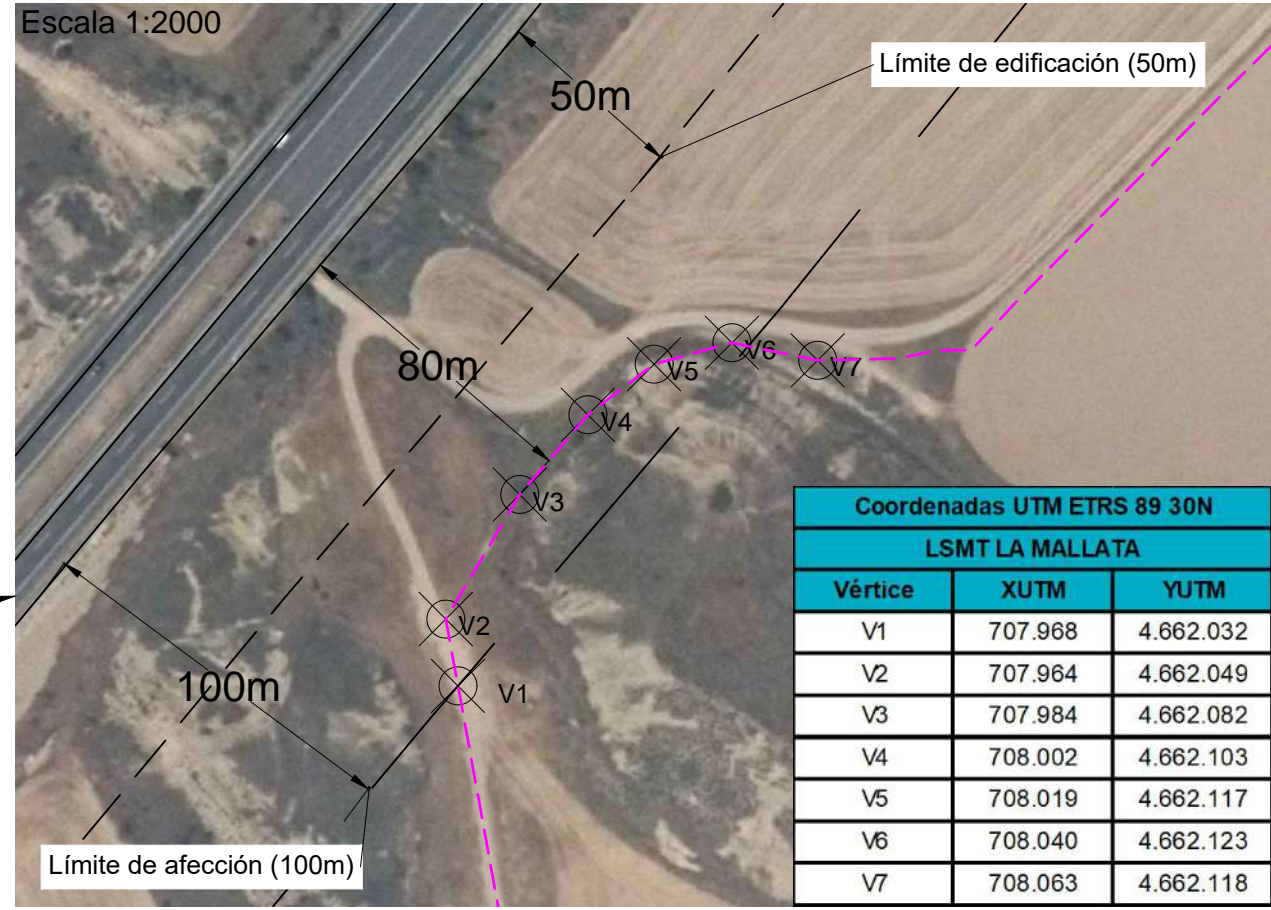 Escala 1:2000
Límite de edificación (50m)
50m
80m
V6
V7
V5
V4
V3
V2
V1
100m
Límite de afección (100m)
Coordenadas UTM ETRS 89 30N
LSMT LA MALLATA
Vértice XUTM YUTM
V1 707.968 4.662.032
V2 707.964 4.662.049
V3 707.984 4.662.082
V4 708.002 4.662.103
V5 708.019 4.662.117
V6 708.040 4.662.123
V7 708.063 4.662.118